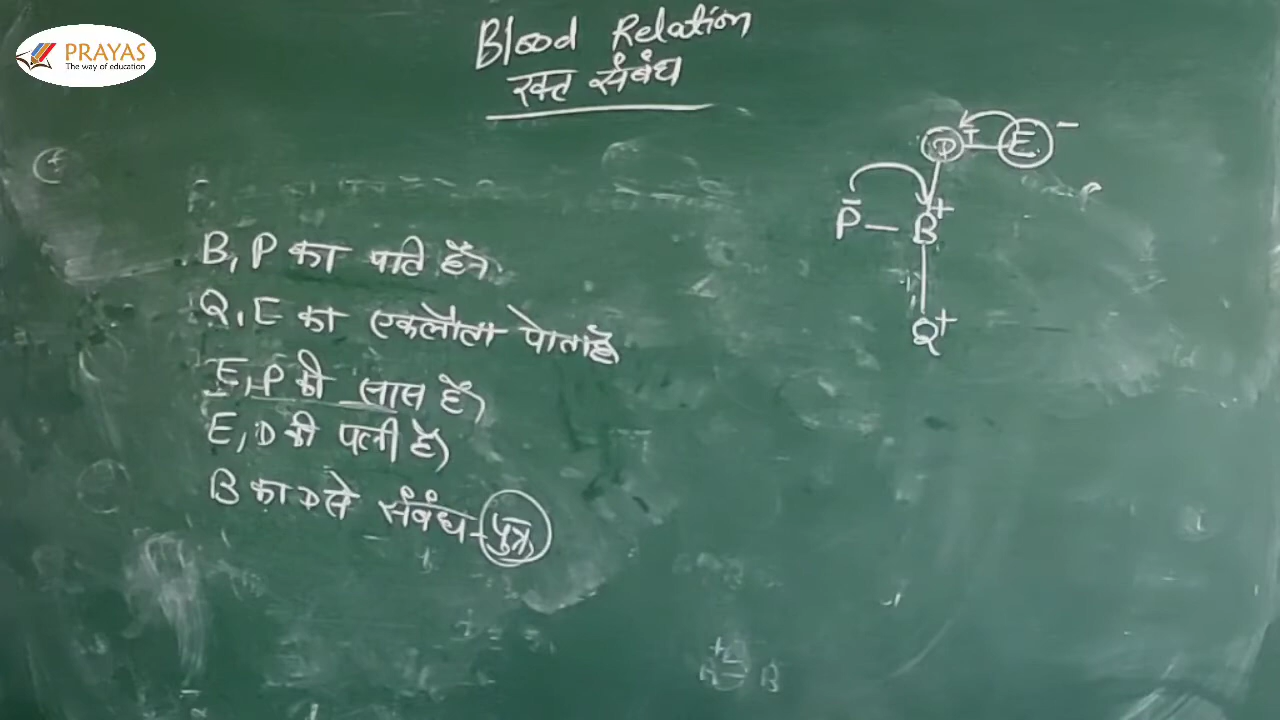 PRAYAS
The way of education
Blood Relation
रक्त संबंध
B, P का पति हैं।
Q, E का एकलौता पोता है
E, P की सास हैं।
E, D की पत्नी हैं।
B का D से संबंध - पुत्र
D E -
P - B +
Q +
B